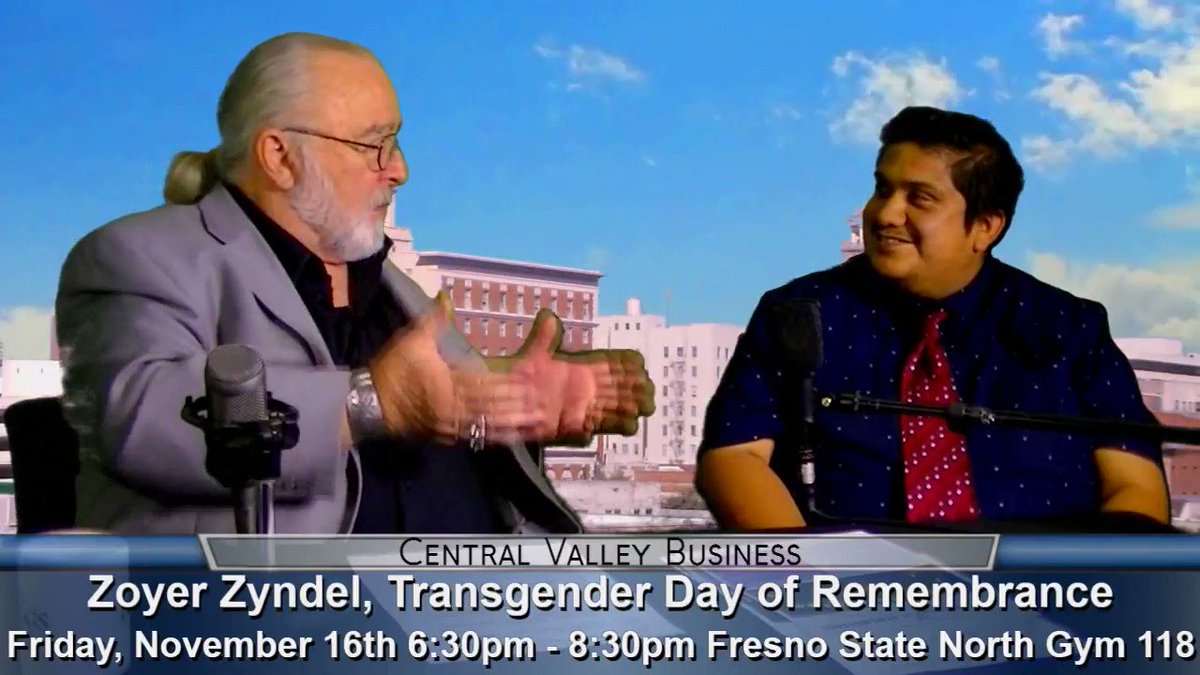 Central Valley Business
Zoyer Zyndel, Transgender Day of Remembrance
Friday, November 16th 6:30pm - 8:30pm Fresno State North Gym 118